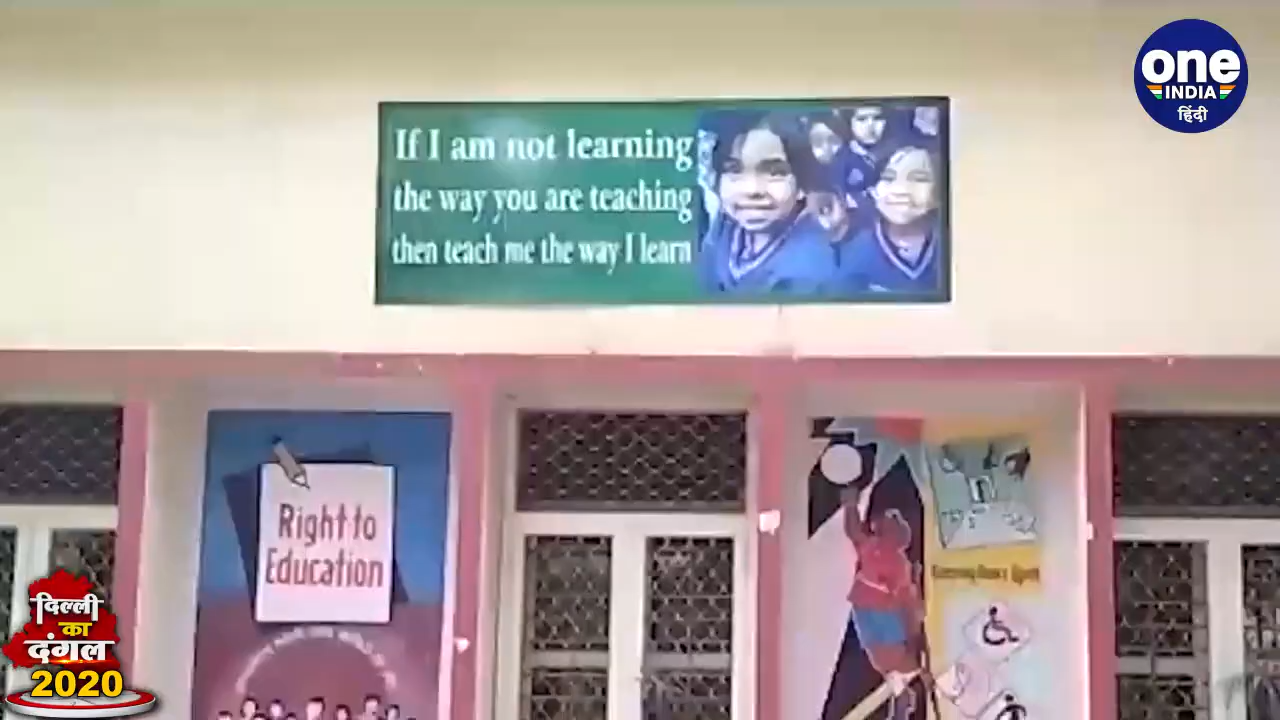 one
INDIA
हिंदी
If I am not learning
the way you are teaching
then teach me the way I learn
Right to
Education
दिल्ली
का
दंगल
2020